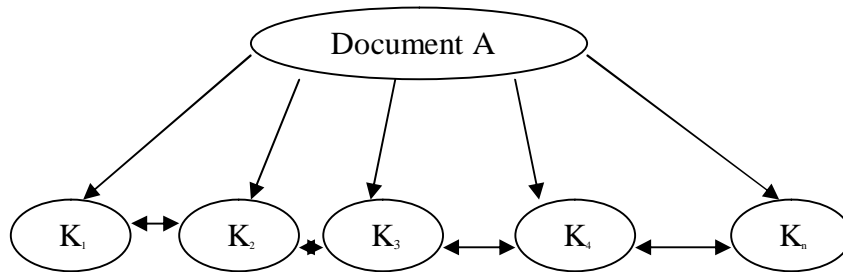 Document A
K₁ K₂ K₃ K₄ Kₙ